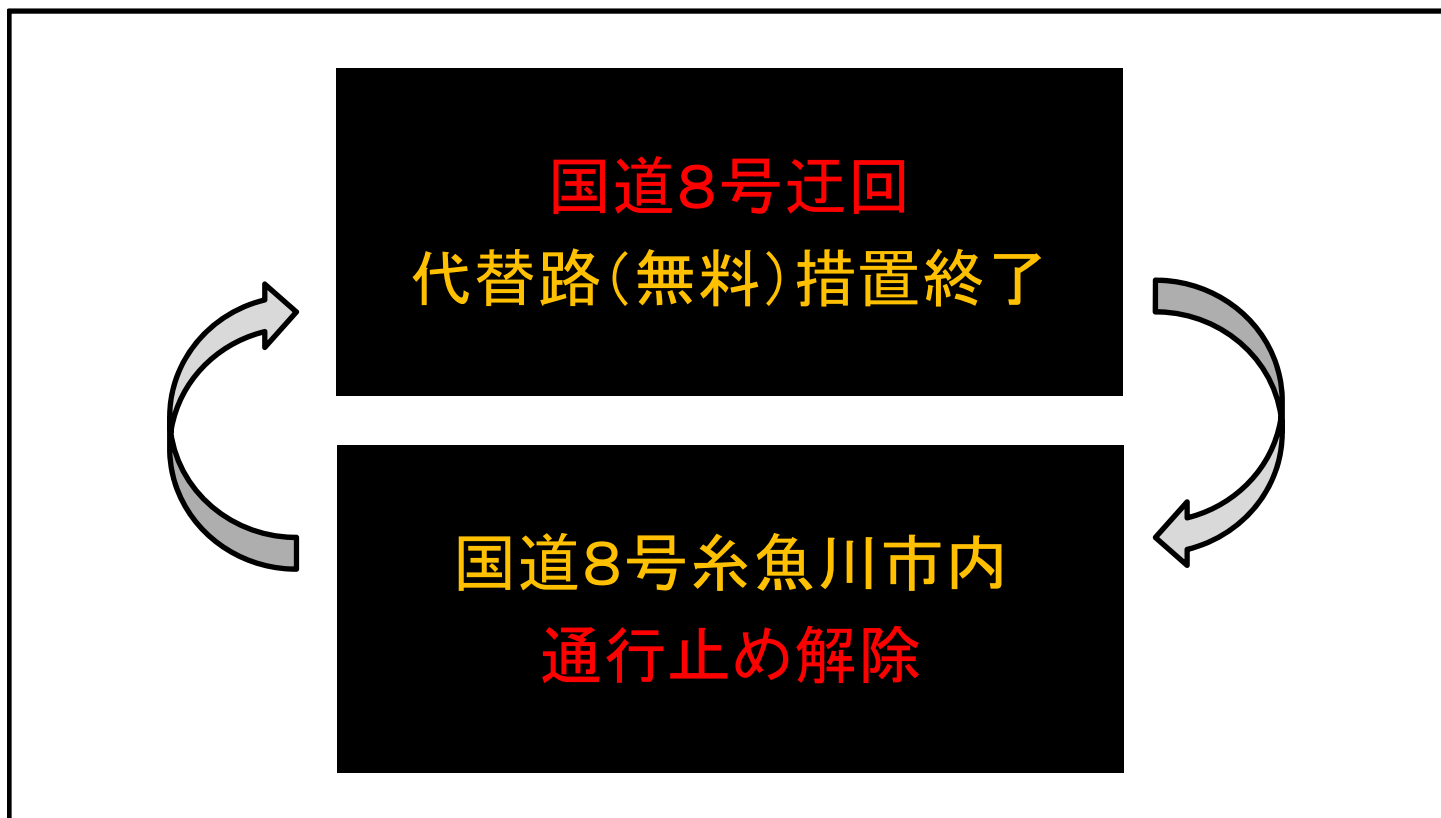 国道８号迂回
代替路（無料）措置終了
国道８号糸魚川市内
通行止め解除